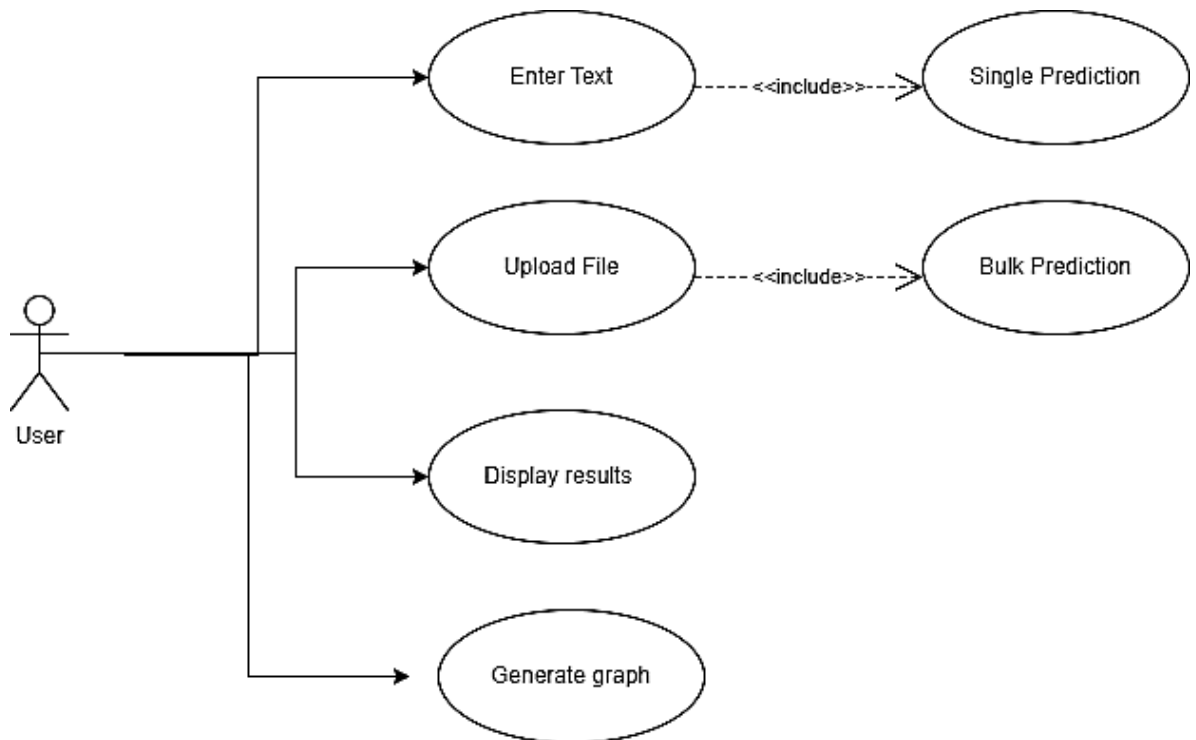 Enter Text
<<include>>
Single Prediction
Upload File
<<include>>
Bulk Prediction
User
Display results
Generate graph